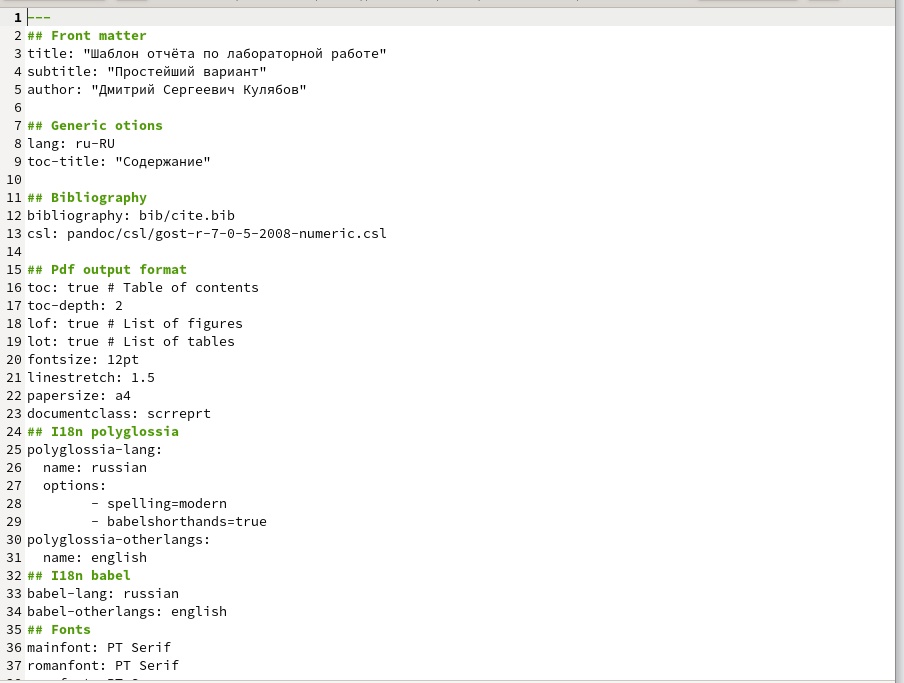 1 ---
2 ## Front matter
3 title: "Шаблон отчёта по лабораторной работе"
4 subtitle: "Простейший вариант"
5 author: "Дмитрий Сергеевич Кулябов"
6
7 ## Generic otions
8 lang: ru-RU
9 toc-title: "Содержание"
10
11 ## Bibliography
12 bibliography: bib/cite.bib
13 csl: pandoc/csl/gost-r-7-0-5-2008-numeric.csl
14
15 ## Pdf output format
16 toc: true # Table of contents
17 toc-depth: 2
18 lof: true # List of figures
19 lot: true # List of tables
20 fontsize: 12pt
21 linestretch: 1.5
22 papersize: a4
23 documentclass: scrreprt
24 ## I18n polyglossia
25 polyglossia-lang:
26   name: russian
27   options:
28         - spelling=modern
29         - babelshorthands=true
30 polyglossia-otherlangs:
31   name: english
32 ## I18n babel
33 babel-lang: russian
34 babel-otherlangs: english
35 ## Fonts
36 mainfont: PT Serif
37 romanfont: PT Serif